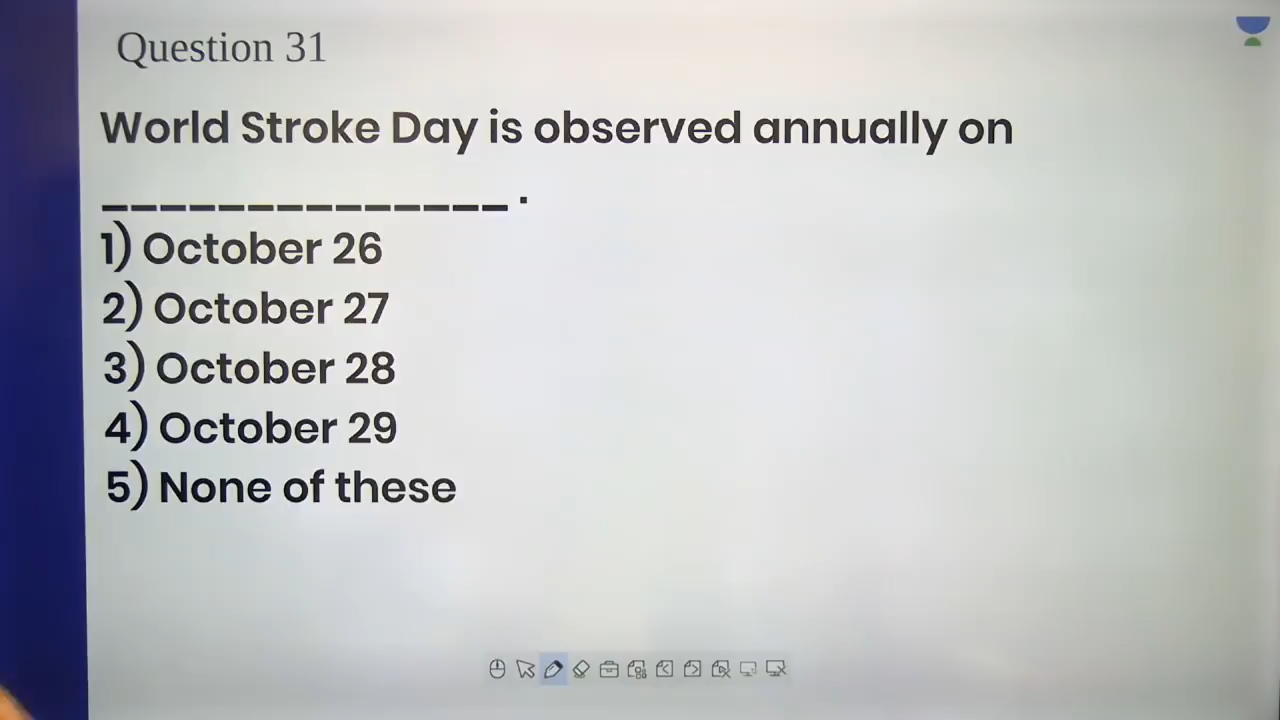 Question 31
World Stroke Day is observed annually on
______________ .
1) October 26
2) October 27
3) October 28
4) October 29
5) None of these